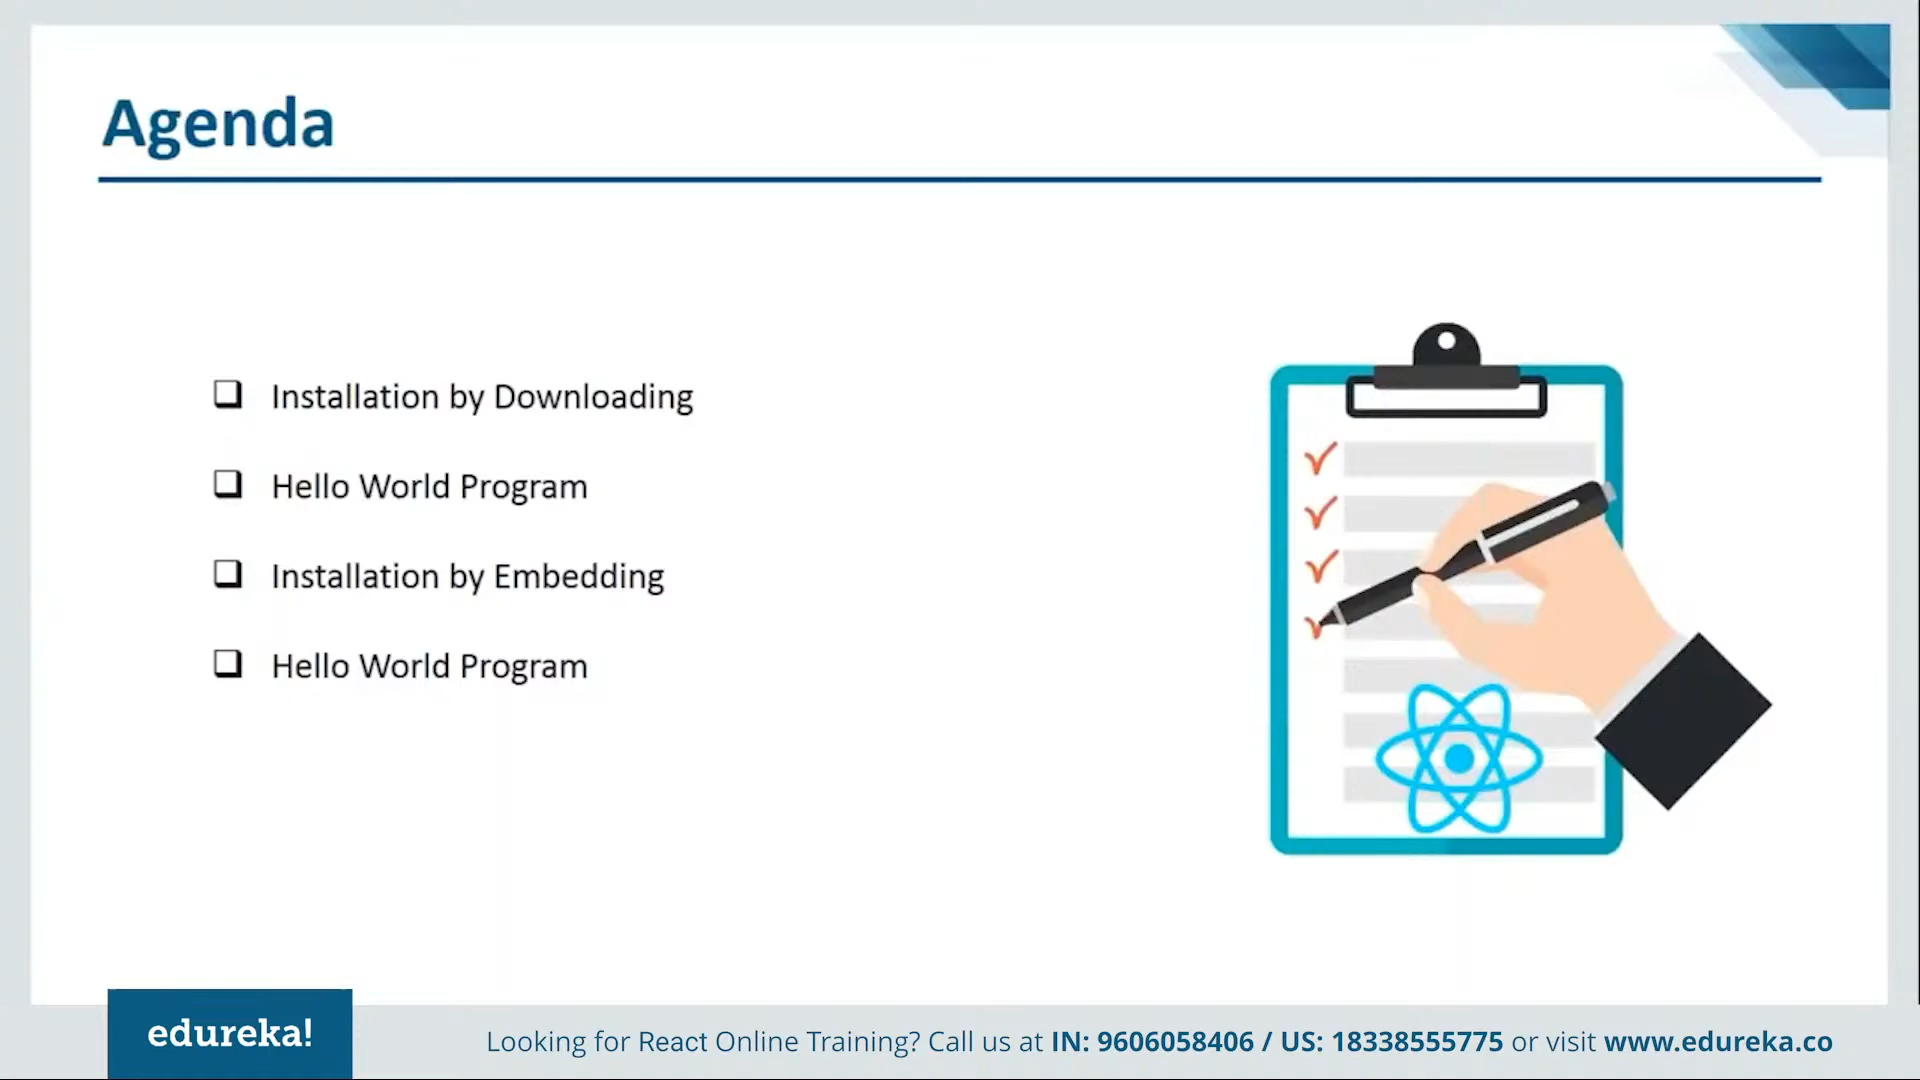 Agenda
Installation by Downloading
Hello World Program
Installation by Embedding
Hello World Program
edureka!
Looking for React Online Training? Call us at IN: 9606058406 / US: 18338555775 or visit www.edureka.co